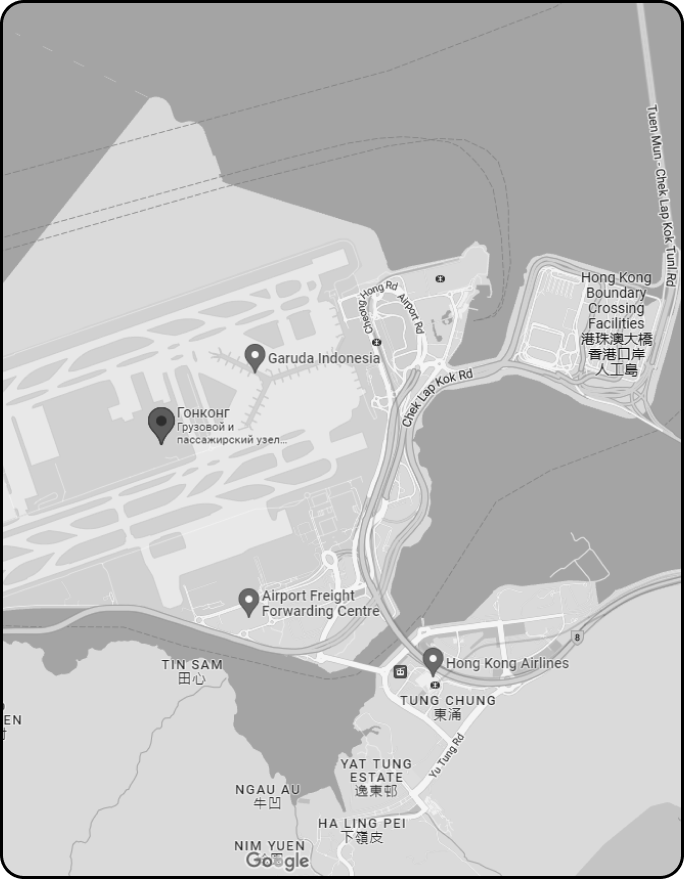 Tuen Mun - Chek Lap Kok Tunl Rd
Hong Kong
Boundary
Crossing
Facilities
港珠澳大橋
香港口岸
人工島
Cheong Hong Rd
Airport Rd
Garuda Indonesia
Chek Lap Kok Rd
Гонконг
Грузовой и
пассажирский узел...
Airport Freight
Forwarding Centre
8
TIN SAM
田心
Hong Kong Airlines
TUNG CHUNG
東涌
EN
Yu Tung Rd
YAT TUNG
ESTATE
逸東邨
NGAU AU
牛凹
HA LING PEI
下嶺皮
NIM YUEN
Google